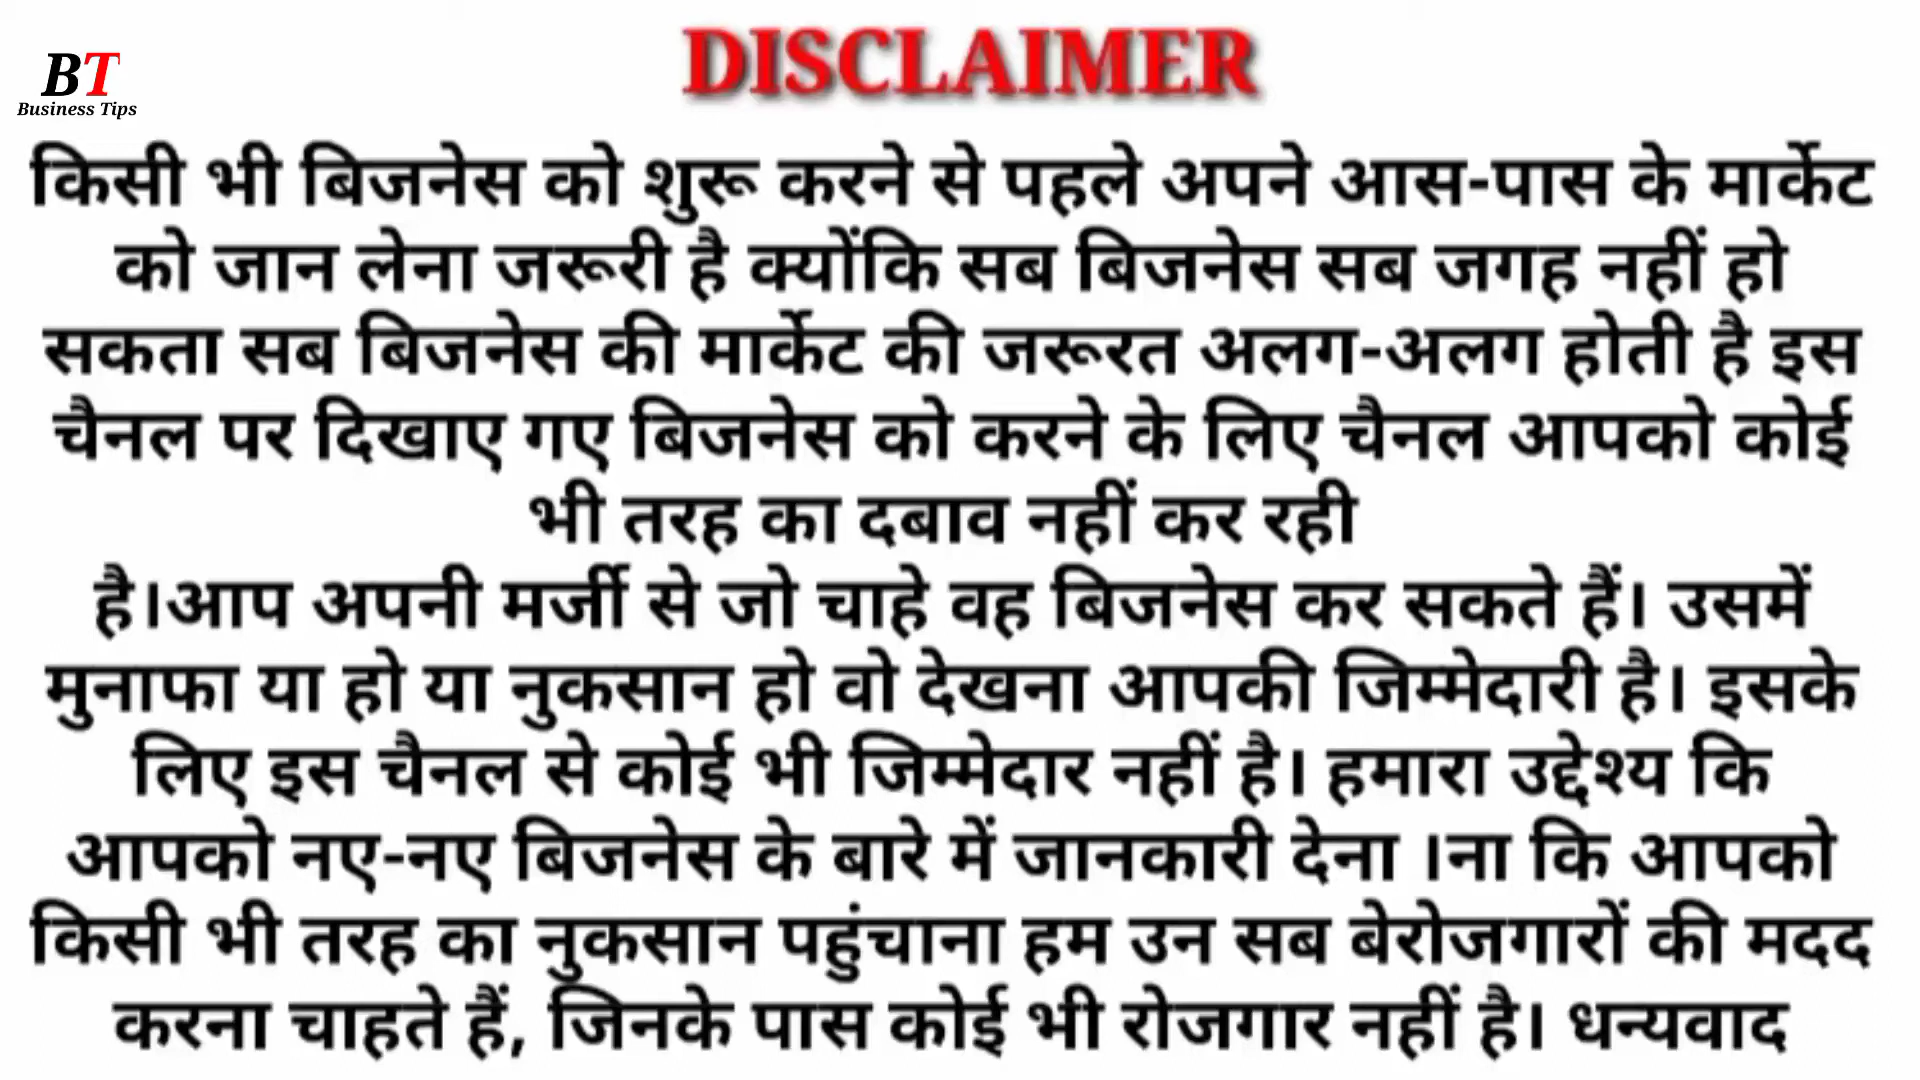 DISCLAIMER
BT
Business Tips
किसी भी बिजनेस को शुरू करने से पहले अपने आस-पास के मार्केट
को जान लेना जरूरी है क्योंकि सब बिजनेस सब जगह नहीं हो
सकता सब बिजनेस की मार्केट की जरूरत अलग-अलग होती है इस
चैनल पर दिखाए गए बिजनेस को करने के लिए चैनल आपको कोई
भी तरह का दबाव नहीं कर रही
है।आप अपनी मर्जी से जो चाहे वह बिजनेस कर सकते हैं। उसमें
मुनाफा या हो या नुकसान हो वो देखना आपकी जिम्मेदारी है। इसके
लिए इस चैनल से कोई भी जिम्मेदार नहीं है। हमारा उद्देश्य कि
आपको नए-नए बिजनेस के बारे में जानकारी देना ।ना कि आपको
किसी भी तरह का नुकसान पहुंचाना हम उन सब बेरोजगारों की मदद
करना चाहते हैं, जिनके पास कोई भी रोजगार नहीं है। धन्यवाद